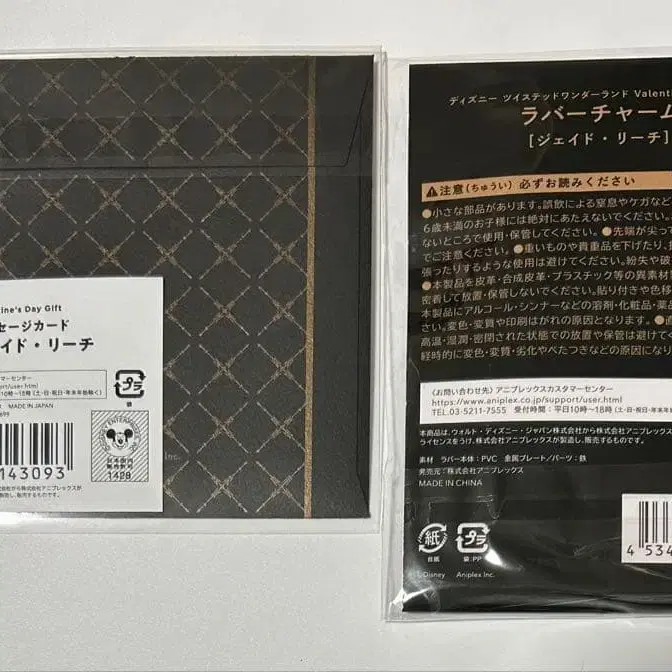 ine's Day Gift
セージカード
イド・リーチ
マーセンター
pport/user.html
10時〜18時(土・日・祝日・年末年始除く)
MADE IN JAPAN
プラ
袋
1428
143093
Inc.
ディズニー ツイステッドワンダーランド Valenti
ラバーチャーム
[ジェイド・リーチ]
注意(ちゅうい) 必ずお読みください
●小さな部品があります。誤飲による窒息やケガなど
6歳未満のお子様には絶対にあたえないでください。
ないところで使用・保管してください。●先端が尖って
でご注意ください。●重いものや貴重品を下げたり、
張ったりするような使用は避けてください。紛失や破
●本製品を皮革・合成皮革・プラスチック等の異素材
密着して放置・保管しないでください。貼り付きや色移
本製品にアルコール・シンナーなどの溶剤・化粧品・薬品
せい。変色・変質や印刷はがれの原因となります。●直
高温・湿潤・密閉された状態での放置や保管は避けて
経時的に変色・変質・劣化やべたつきなどの原因になり
〈お問い合わせ先〉アニプレックスカスタマーセンター
https://www.aniplex.co.jp/support/user.html
TEL.03-5211-7555 受付時間:平日10時〜18時(土・日・祝
本商品は、ウォルト・ディズニー・ジャパン株式会社から株式会社アニプレックス
ライセンスをうけ、株式会社アニプレックスが製造し、販売するものです。
素材 ラバー本体:PVC 金属プレート/パーツ:鉄
発売元:株式会社アニプレックス
MADE IN CHINA
紙
台紙
プラ
袋:PP
4 534
©Disney Aniplex Inc.